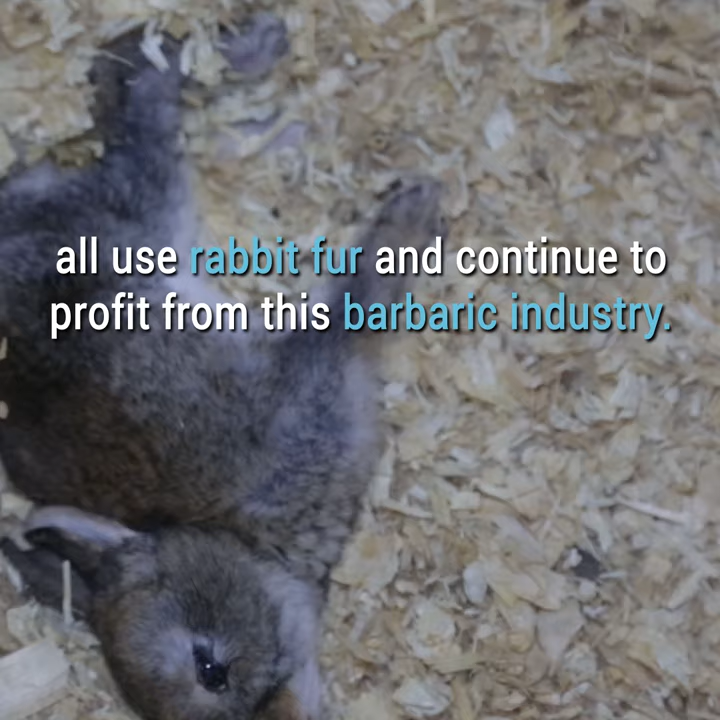 all use rabbit fur and continue to
profit from this barbaric industry.